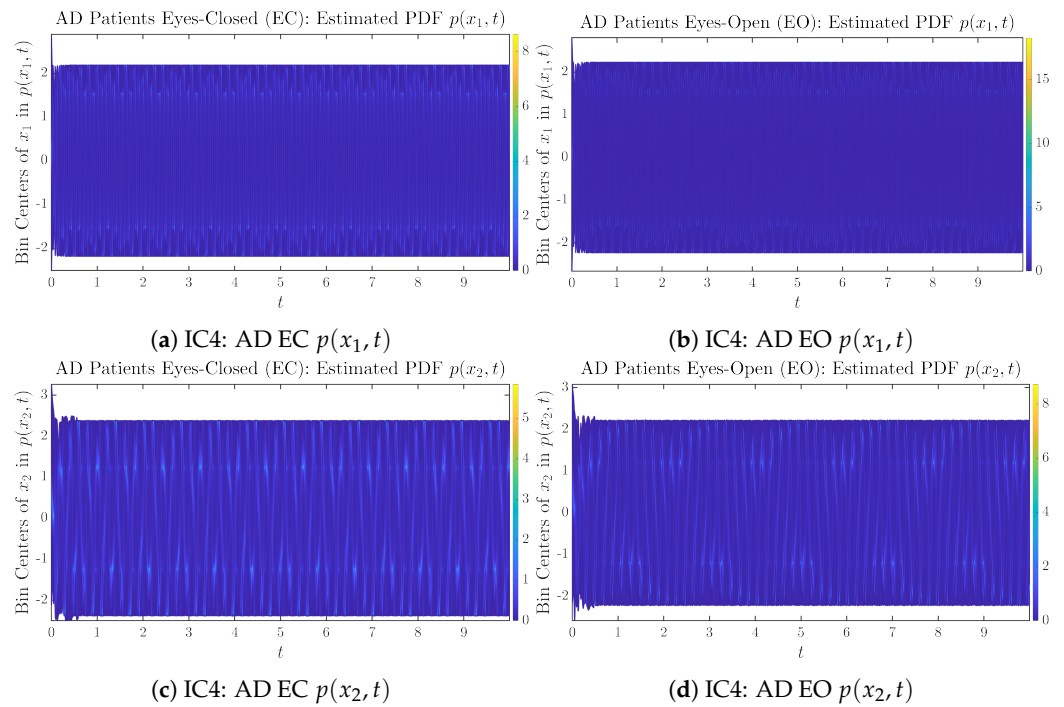 AD Patients Eyes-Closed (EC): Estimated PDF p(x₁, t)
Bin Centers of x₁ in p(x₁, t)
2
1
0
-1
-2
0 1 2 3 4 5 6 7 8 9
t
8
6
4
2
0
(a) IC4: AD EC p(x₁, t)
AD Patients Eyes-Open (EO): Estimated PDF p(x₁, t)
Bin Centers of x₁ in p(x₁, t)
2
1
0
-1
-2
0 1 2 3 4 5 6 7 8 9
t
15
10
5
0
(b) IC4: AD EO p(x₁, t)
AD Patients Eyes-Closed (EC): Estimated PDF p(x₂, t)
Bin Centers of x₂ in p(x₂, t)
3
2
1
0
-1
-2
0 1 2 3 4 5 6 7 8 9
t
5
4
3
2
1
0
(c) IC4: AD EC p(x₂, t)
AD Patients Eyes-Open (EO): Estimated PDF p(x₂, t)
Bin Centers of x₂ in p(x₂, t)
3
2
1
0
-1
-2
0 1 2 3 4 5 6 7 8 9
t
8
6
4
2
0
(d) IC4: AD EO p(x₂, t)